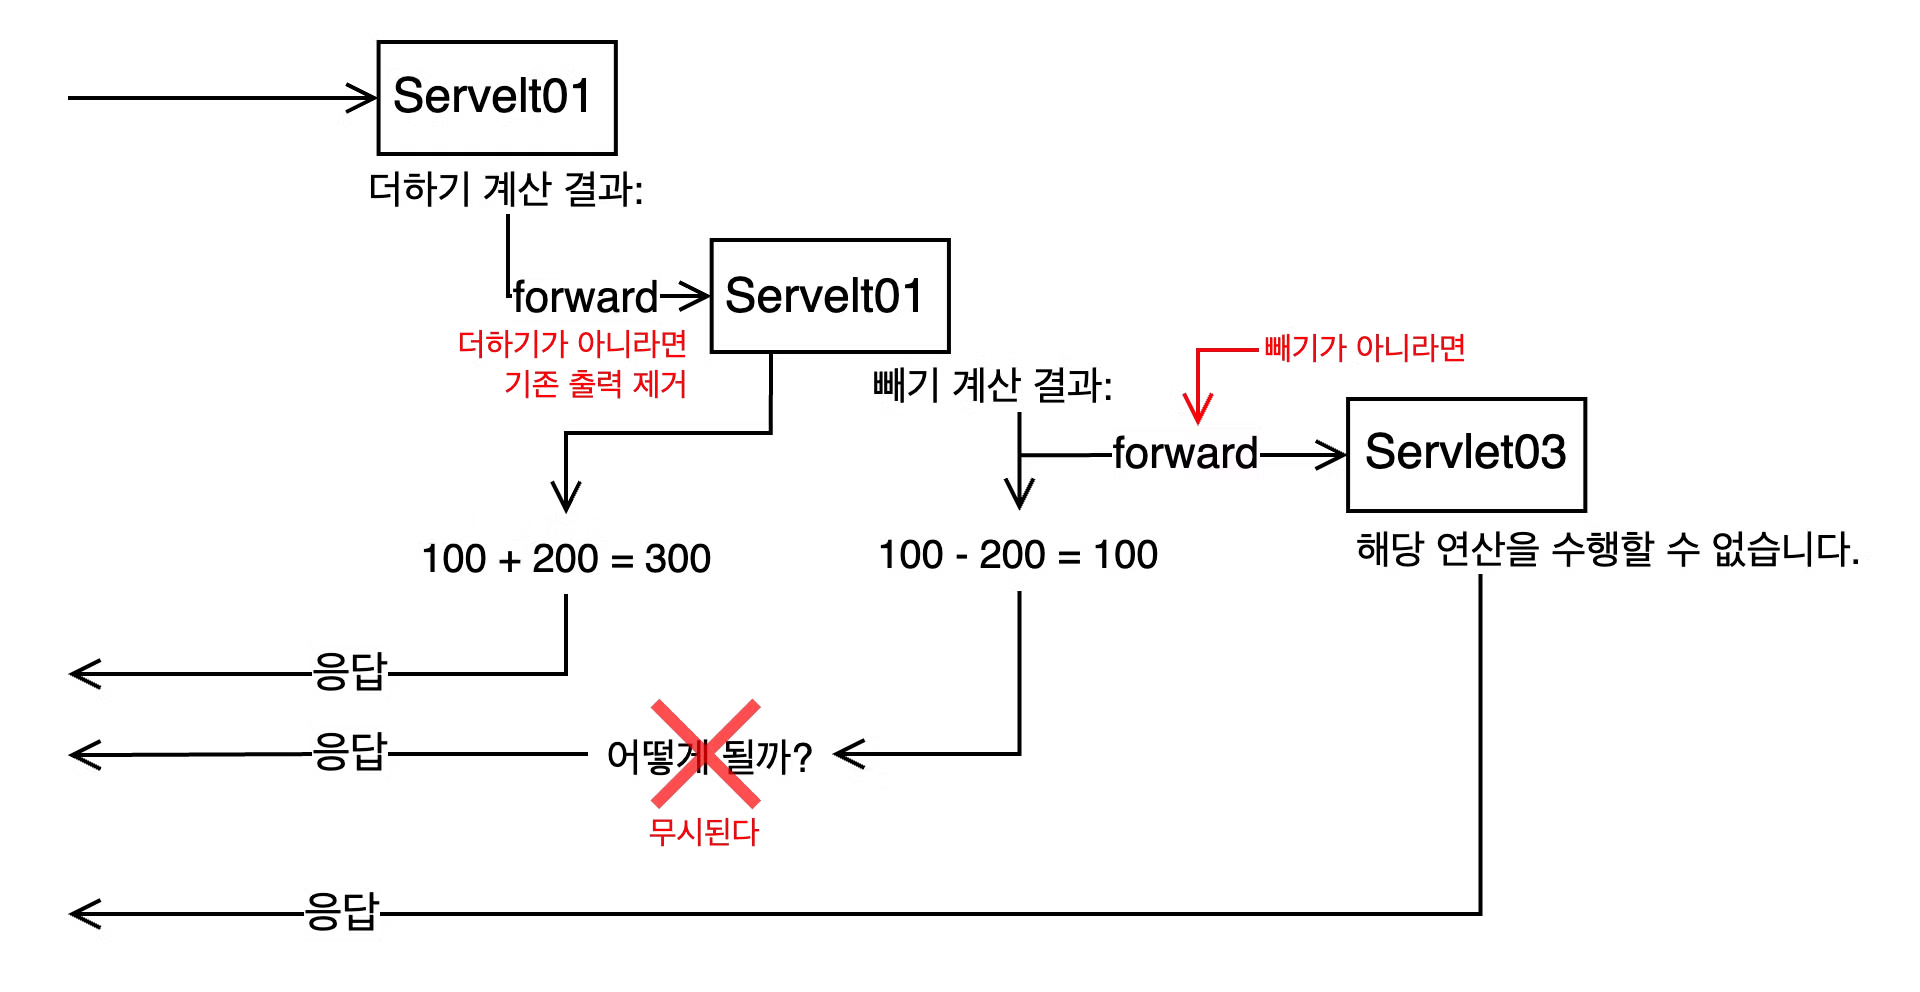 Servelt01
더하기 계산 결과:
forward
Servelt01
더하기가 아니라면
기존 출력 제거
빼기가 아니라면
빼기 계산 결과:
forward
Servlet03
100 + 200 = 300
100 - 200 = 100
해당 연산을 수행할 수 없습니다.
응답
응답
어떻게 될까?
무시된다
응답